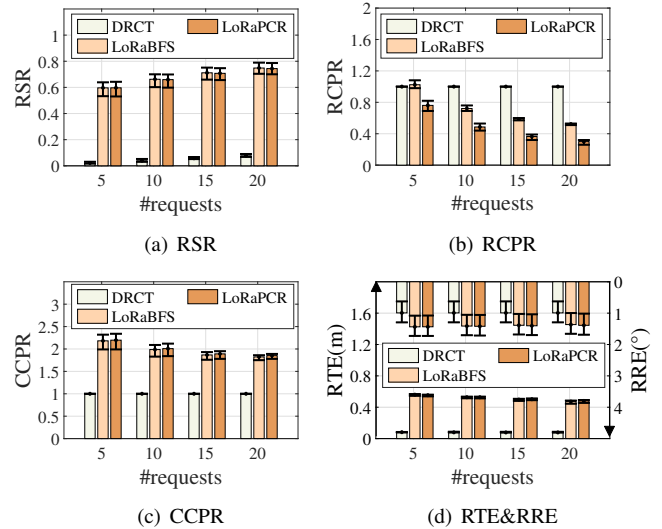 DRCT
LoRaPCR
LoRaBFS
RSR
1
0.8
0.6
0.4
0.2
0
5 10 15 20
#requests
(a) RSR
DRCT
LoRaPCR
LoRaBFS
RCPR
2
1.6
1.2
0.8
0.4
0
5 10 15 20
#requests
(b) RCPR
DRCT
LoRaPCR
LoRaBFS
CCPR
3
2.5
2
1.5
1
0.5
0
5 10 15 20
#requests
(c) CCPR
DRCT
LoRaPCR
LoRaBFS
RTE(m)
1.6
1.2
0.8
0.4
0
RRE(°)
0
1
2
3
4
5 10 15 20
#requests
(d) RTE&RRE